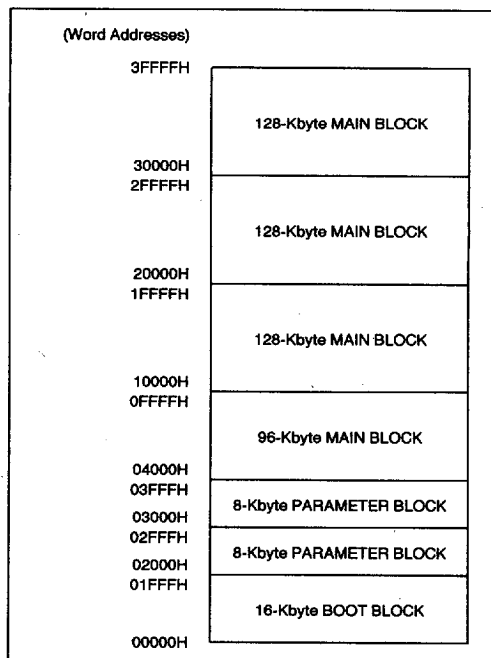 (Word Addresses)
3FFFFH
128-Kbyte MAIN BLOCK
30000H
2FFFFH
128-Kbyte MAIN BLOCK
20000H
1FFFFH
128-Kbyte MAIN BLOCK
10000H
0FFFFH
96-Kbyte MAIN BLOCK
04000H
03FFFH
8-Kbyte PARAMETER BLOCK
03000H
02FFFH
8-Kbyte PARAMETER BLOCK
02000H
01FFFH
16-Kbyte BOOT BLOCK
00000H